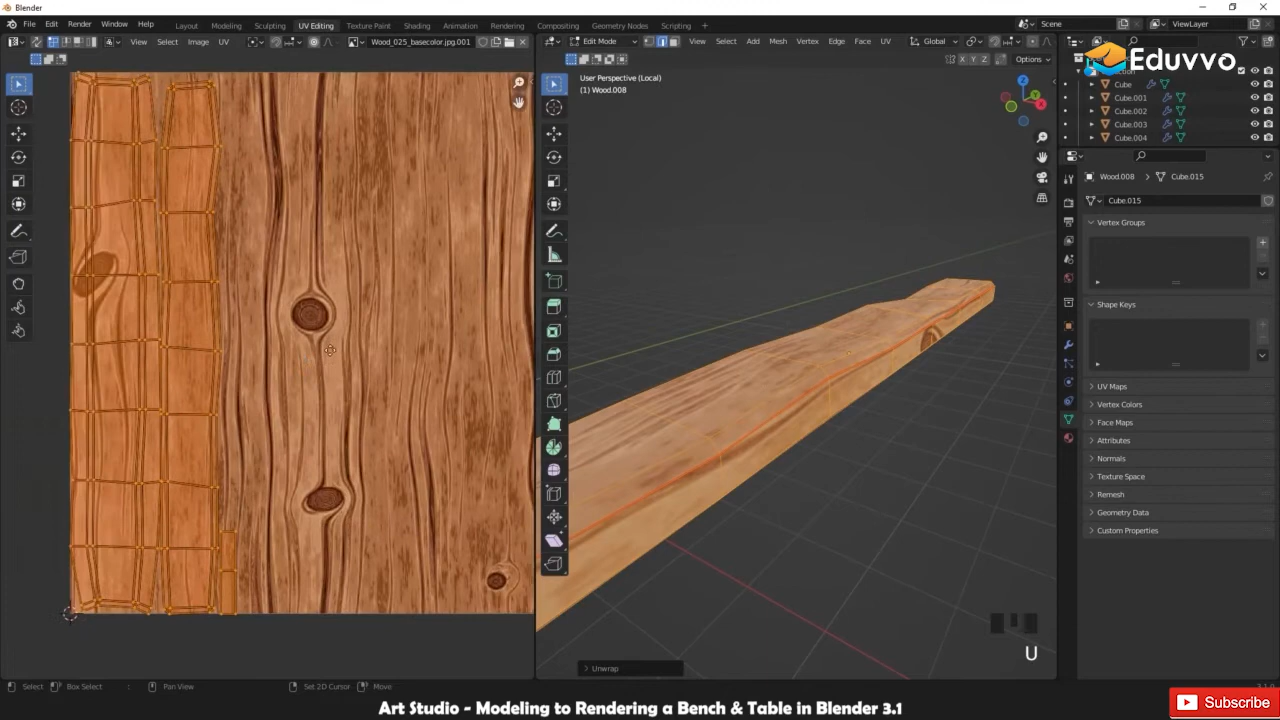 Blender
File Edit Render Window Help Layout Modeling Sculpting UV Editing Texture Paint Shading Animation Rendering Compositing Geometry Nodes Scripting + Scene ViewLayer
View Select Image UV Wood_025_basecolor.jpg.001 Edit Mode View Select Add Mesh Vertex Edge Face UV Global
X Y Z Options
Eduvvo
User Perspective (Local)
(1) Wood.008
Cube
Cube.001
Cube.002
Cube.003
Cube.004
Wood.008 > Cube.015
Cube.015
Vertex Groups
Shape Keys
UV Maps
Vertex Colors
Face Maps
Attributes
Normals
Texture Space
Remesh
Geometry Data
Custom Properties
U
> Unwrap
Select Box Select Pan View Set 2D Cursor Move
Art Studio - Modeling to Rendering a Bench & Table in Blender 3.1
Subscribe